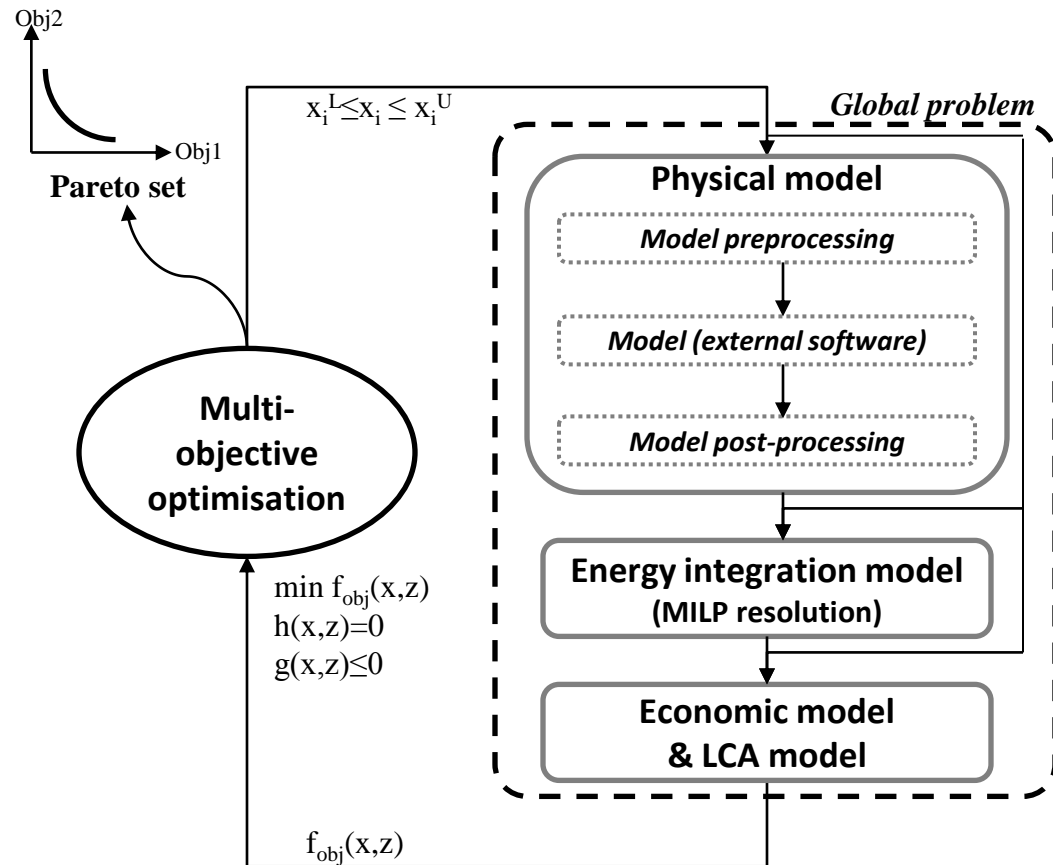 Obj2
Obj1
Pareto set
x_i^L ≤x_i ≤ x_i^U
Global problem
Physical model
Model preprocessing
Model (external software)
Model post-processing
Multi-
objective
optimisation
min f_obj(x,z)
h(x,z)=0
g(x,z)≤0
Energy integration model
(MILP resolution)
Economic model
& LCA model
f_obj(x,z)